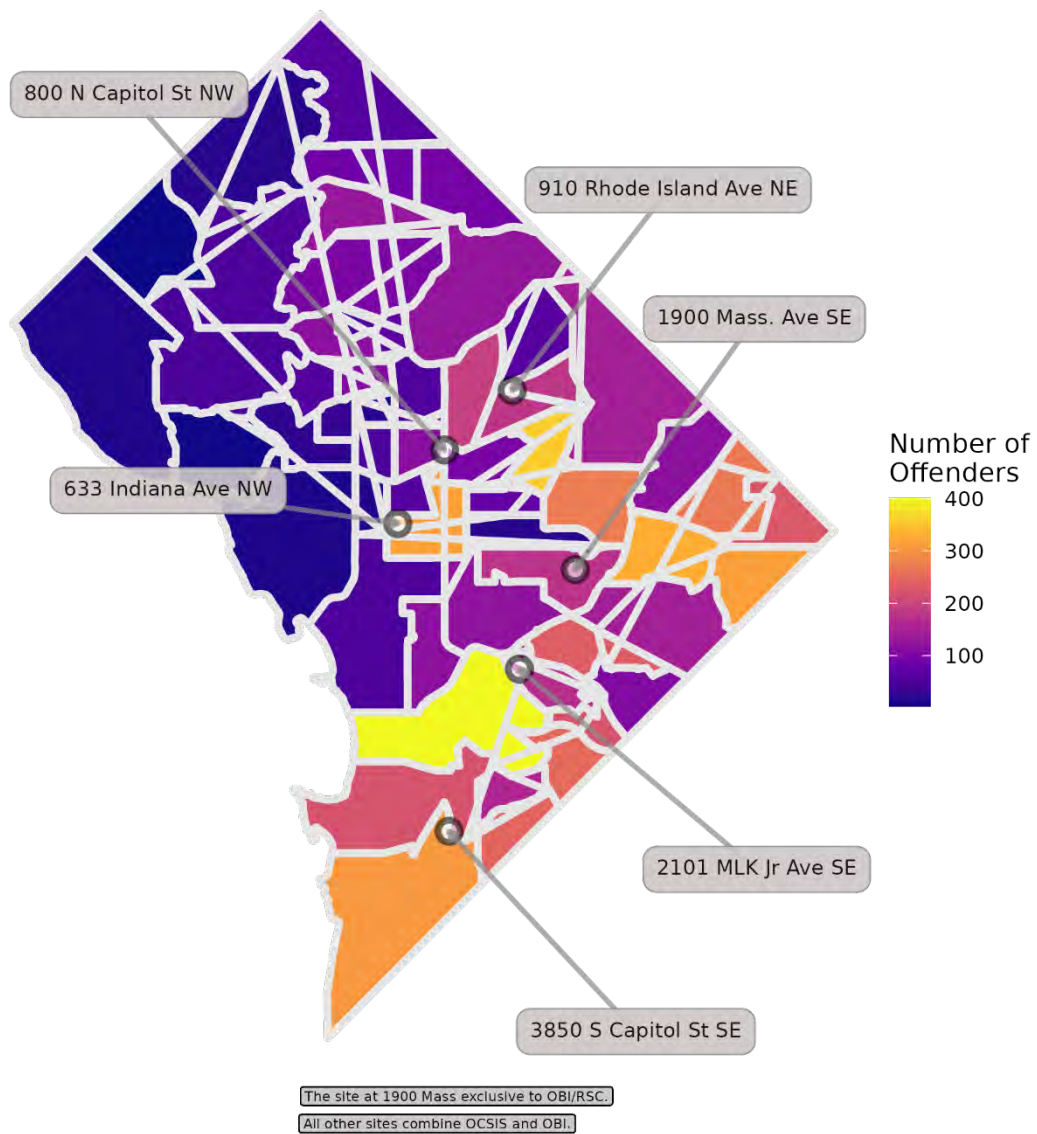 800 N Capitol St NW
910 Rhode Island Ave NE
1900 Mass. Ave SE
Number of
Offenders
400
300
200
100
633 Indiana Ave NW
2101 MLK Jr Ave SE
3850 S Capitol St SE
The site at 1900 Mass exclusive to OBI/RSC.
All other sites combine OCSIS and OBI.